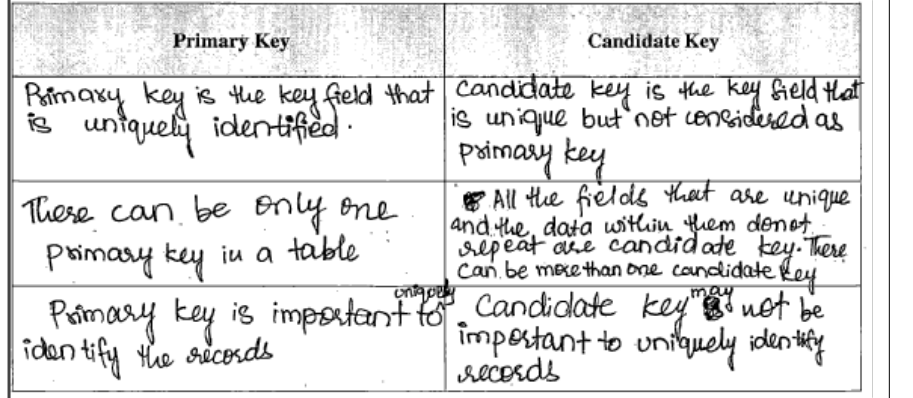 Primary Key
Candidate Key
Primary key is the key field that
is uniquely identified.
Candidate key is the key field that
is unique but not considered as
primary key
There can be only one
primary key in a table
All the fields that are unique
and the data within them donot
repeat are candidate key. There
Can be more than one candidate key
Primary key is important to uniquely
identify the records
Candidate key may not be
important to uniquely identify
records